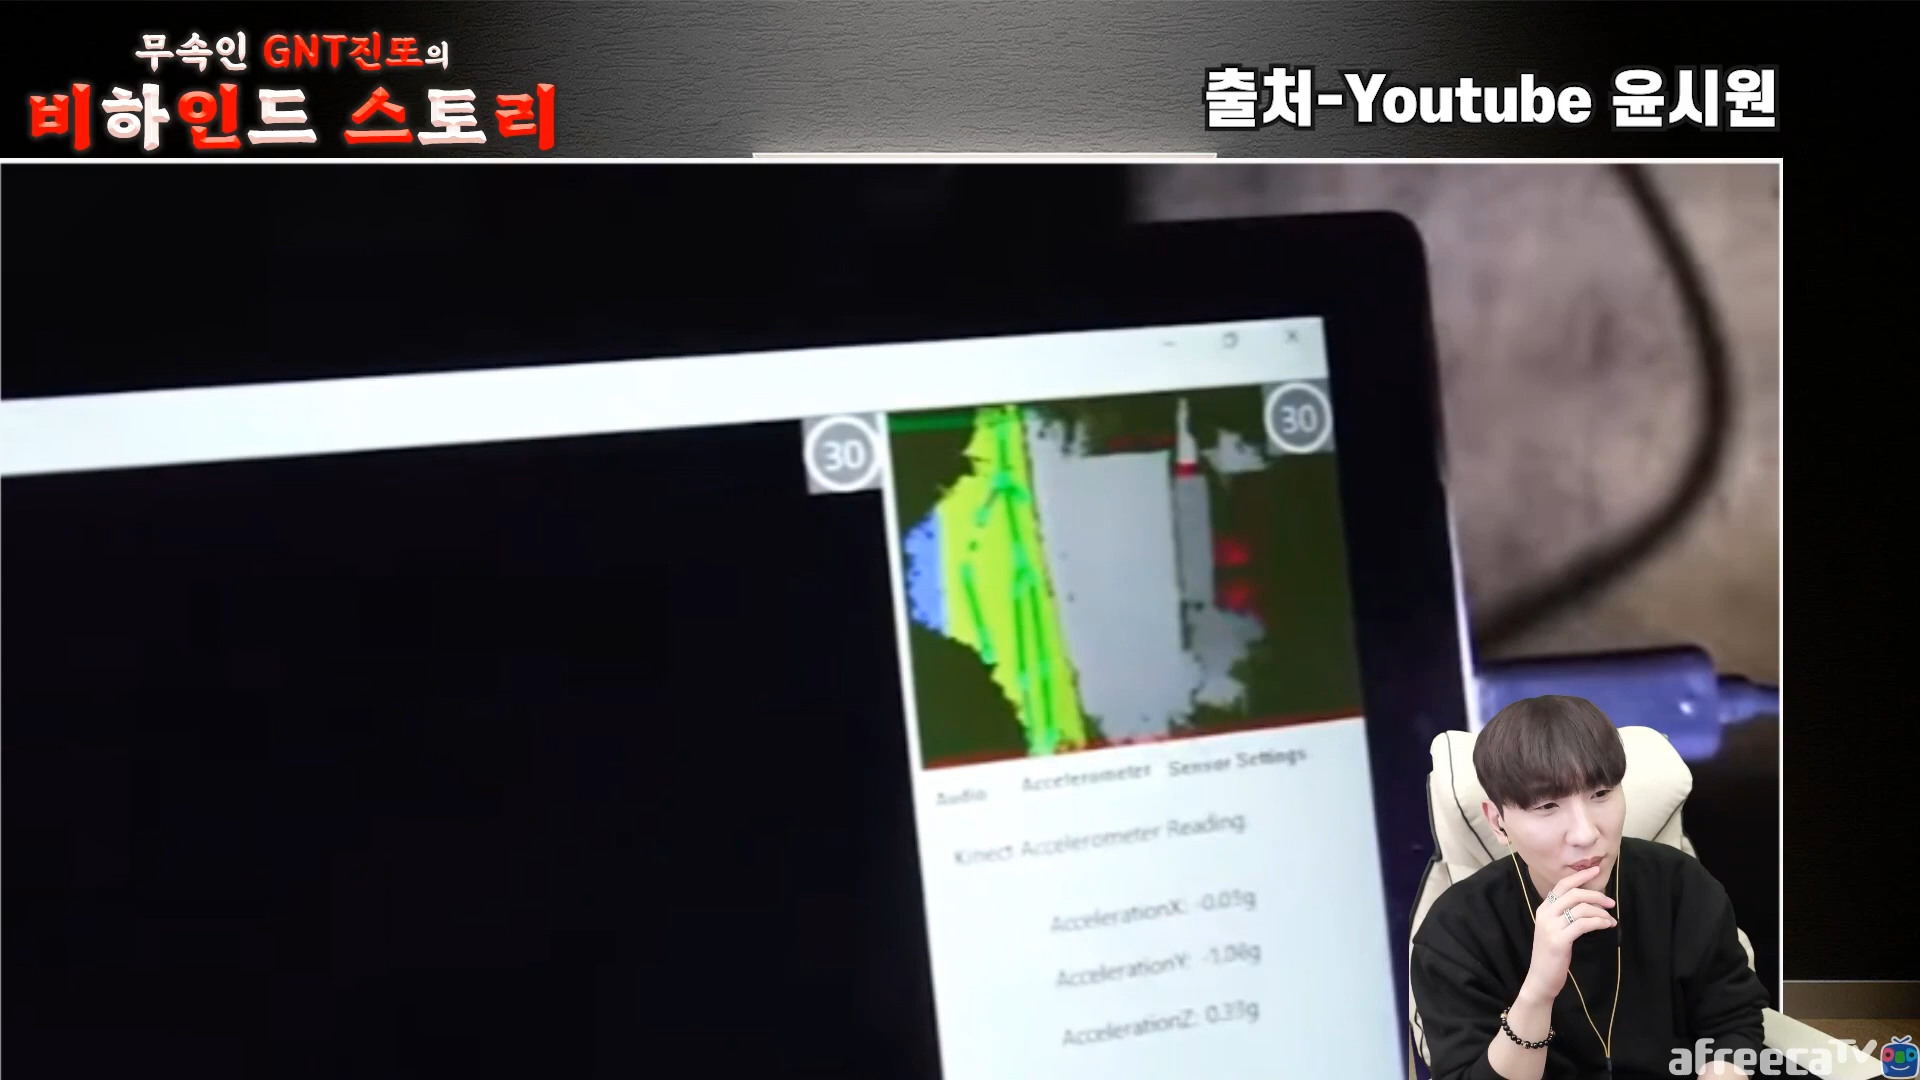 무속인 GNT진또의
비하인드 스토리
출처-Youtube 윤시원
30
30
Audio Accelerometer Sensor Settings
Kinect Accelerometer Reading:
AccelerationX: -0.03g
AccelerationY: -1.06g
AccelerationZ: 0.33g
afreecaTV